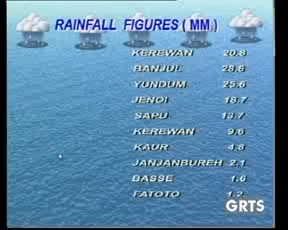 RAINFALL FIGURES ( MM )
KEREWAN 20.8
BANJUL 28.6
YUNDUM 25.6
JENOI 18.7
SAPU 13.7
KEREWAN 9.6
KAUR 4.8
JANJANBUREH 2.1
BASSE 1.6
FATOTO 1.2
GRTS